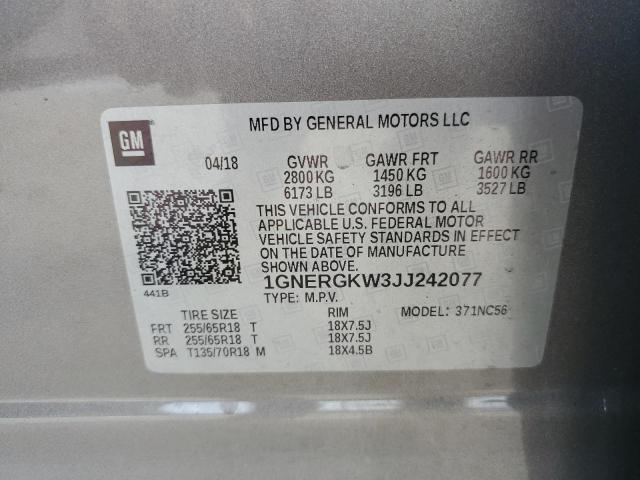 GM
MFD BY GENERAL MOTORS LLC
04/18 GVWR GAWR FRT GAWR RR
2800 KG 1450 KG 1600 KG
6173 LB 3196 LB 3527 LB
THIS VEHICLE CONFORMS TO ALL
APPLICABLE U.S. FEDERAL MOTOR
VEHICLE SAFETY STANDARDS IN EFFECT
ON THE DATE OF MANUFACTURE
SHOWN ABOVE.
1GNERGKW3JJ242077
441B
TYPE: M.P.V.
TIRE SIZE RIM MODEL: 371NC56
FRT 255/65R18 T 18X7.5J
RR 255/65R18 T 18X7.5J
SPA T135/70R18 M 18X4.5B